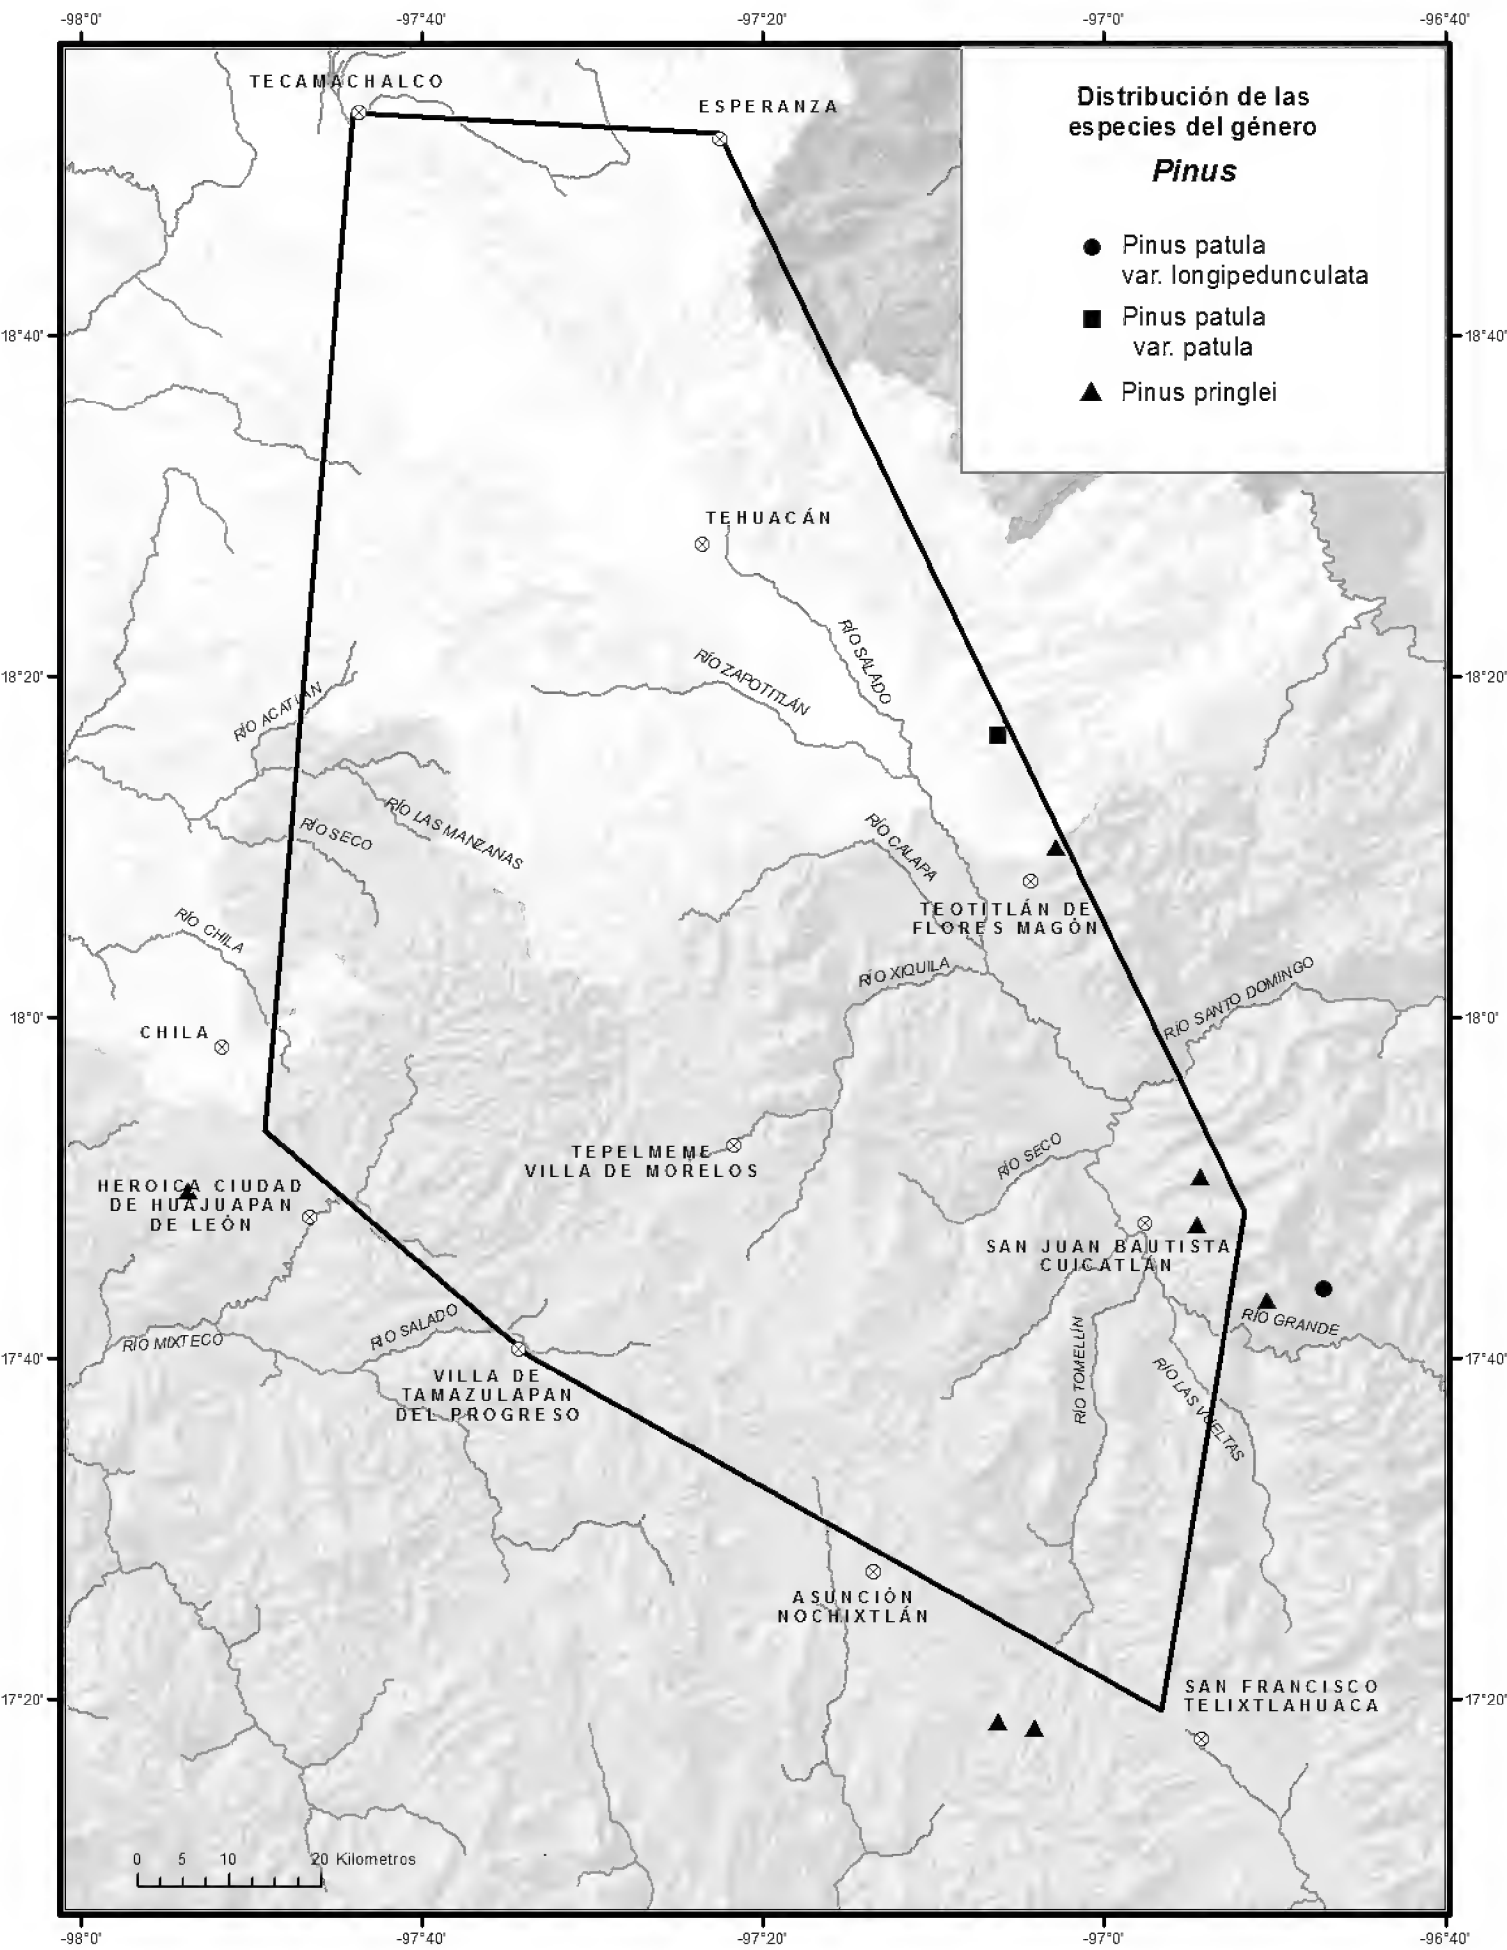 -98°0'
-97°40'
-97°20'
-97°0'
-96°40'
Distribución de las
especies del género
Pinus
Pinus patula
var. longipedunculata
Pinus patula
var. patula
Pinus pringlei
TECAMACHALCO
ESPERANZA
18°40'
18°40'
TEHUACÁN
RÍO SALADO
RÍO ZAPOTITLÁN
18°20'
18°20'
RÍO ACATLÁN
RÍO LAS MANZANAS
RÍO SECO
RÍO CALAPA
TEOTITLÁN DE
FLORES MAGÓN
RÍO CHILA
RÍO XIQUILA
RÍO SANTO DOMINGO
18°0'
18°0'
CHILA
TEPELMEME
VILLA DE MORELOS
RÍO SECO
HEROICA CIUDAD
DE HUAJUAPAN
DE LEÓN
SAN JUAN BAUTISTA
CUICATLÁN
RÍO GRANDE
RÍO MIXTECO
RÍO SALADO
RÍO TOMELLÍN
RÍO LAS VUELTAS
17°40'
17°40'
VILLA DE
TAMAZULAPAN
DEL PROGRESO
ASUNCIÓN
NOCHIXTLÁN
SAN FRANCISCO
TELIXTLAHUACA
17°20'
17°20'
0 5 10 20 Kilometros
-98°0'
-97°40'
-97°20'
-97°0'
-96°40'